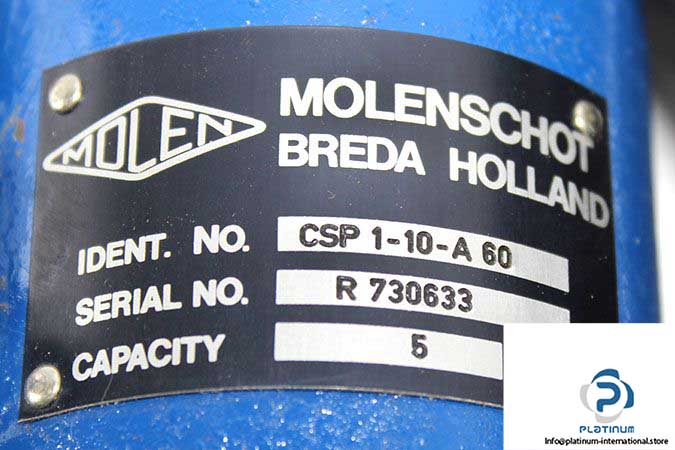 MOLEN
MOLENSCHOT
BREDA HOLLAND
IDENT. NO. CSP 1-10-A 60
SERIAL NO. R 730633
CAPACITY 5
PLATINUM
Info@platinum-international.store